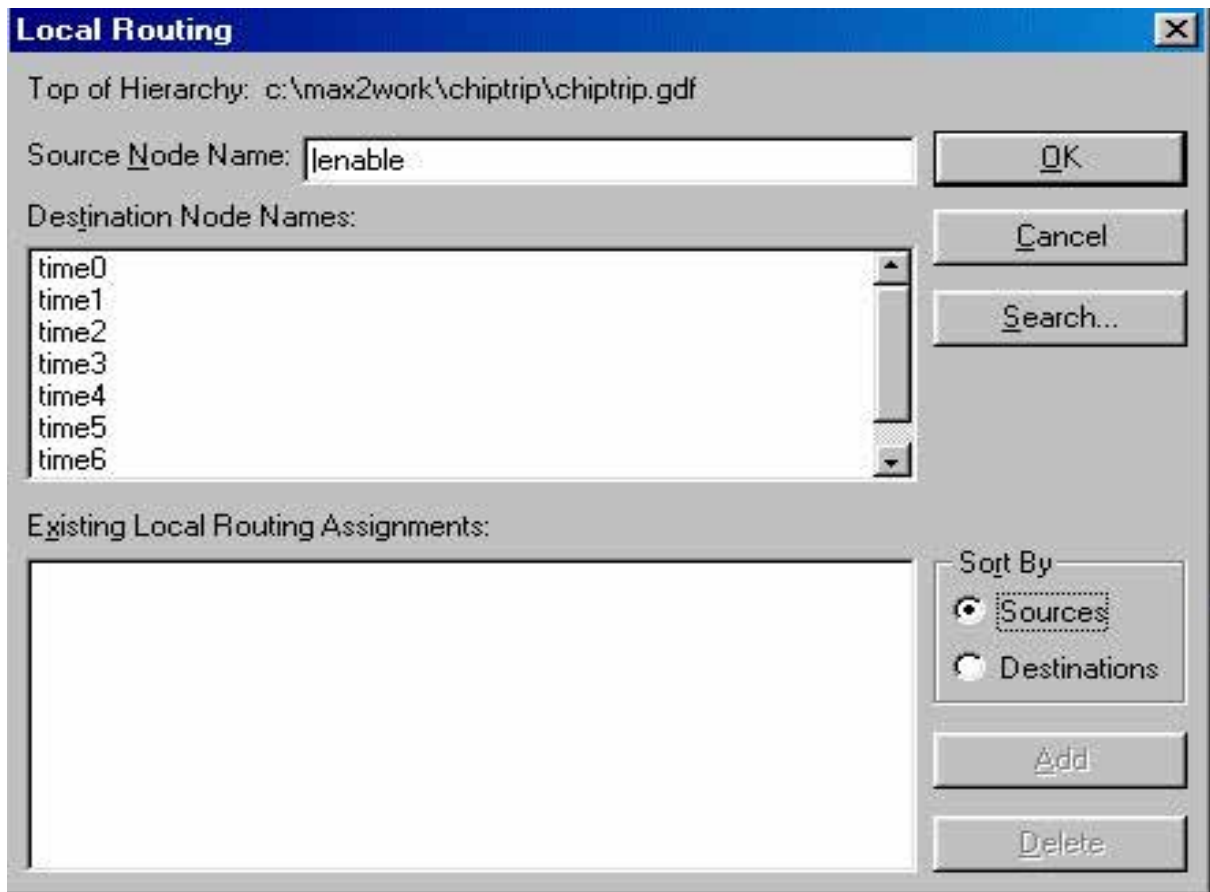 Local Routing
Top of Hierarchy: c:\max2work\chiptrip\chiptrip.gdf
Source Node Name: |enable
OK
Destination Node Names:
Cancel
time0
time1
time2
time3
time4
time5
time6
Search...
Existing Local Routing Assignments:
Sort By
Sources
Destinations
Add
Delete